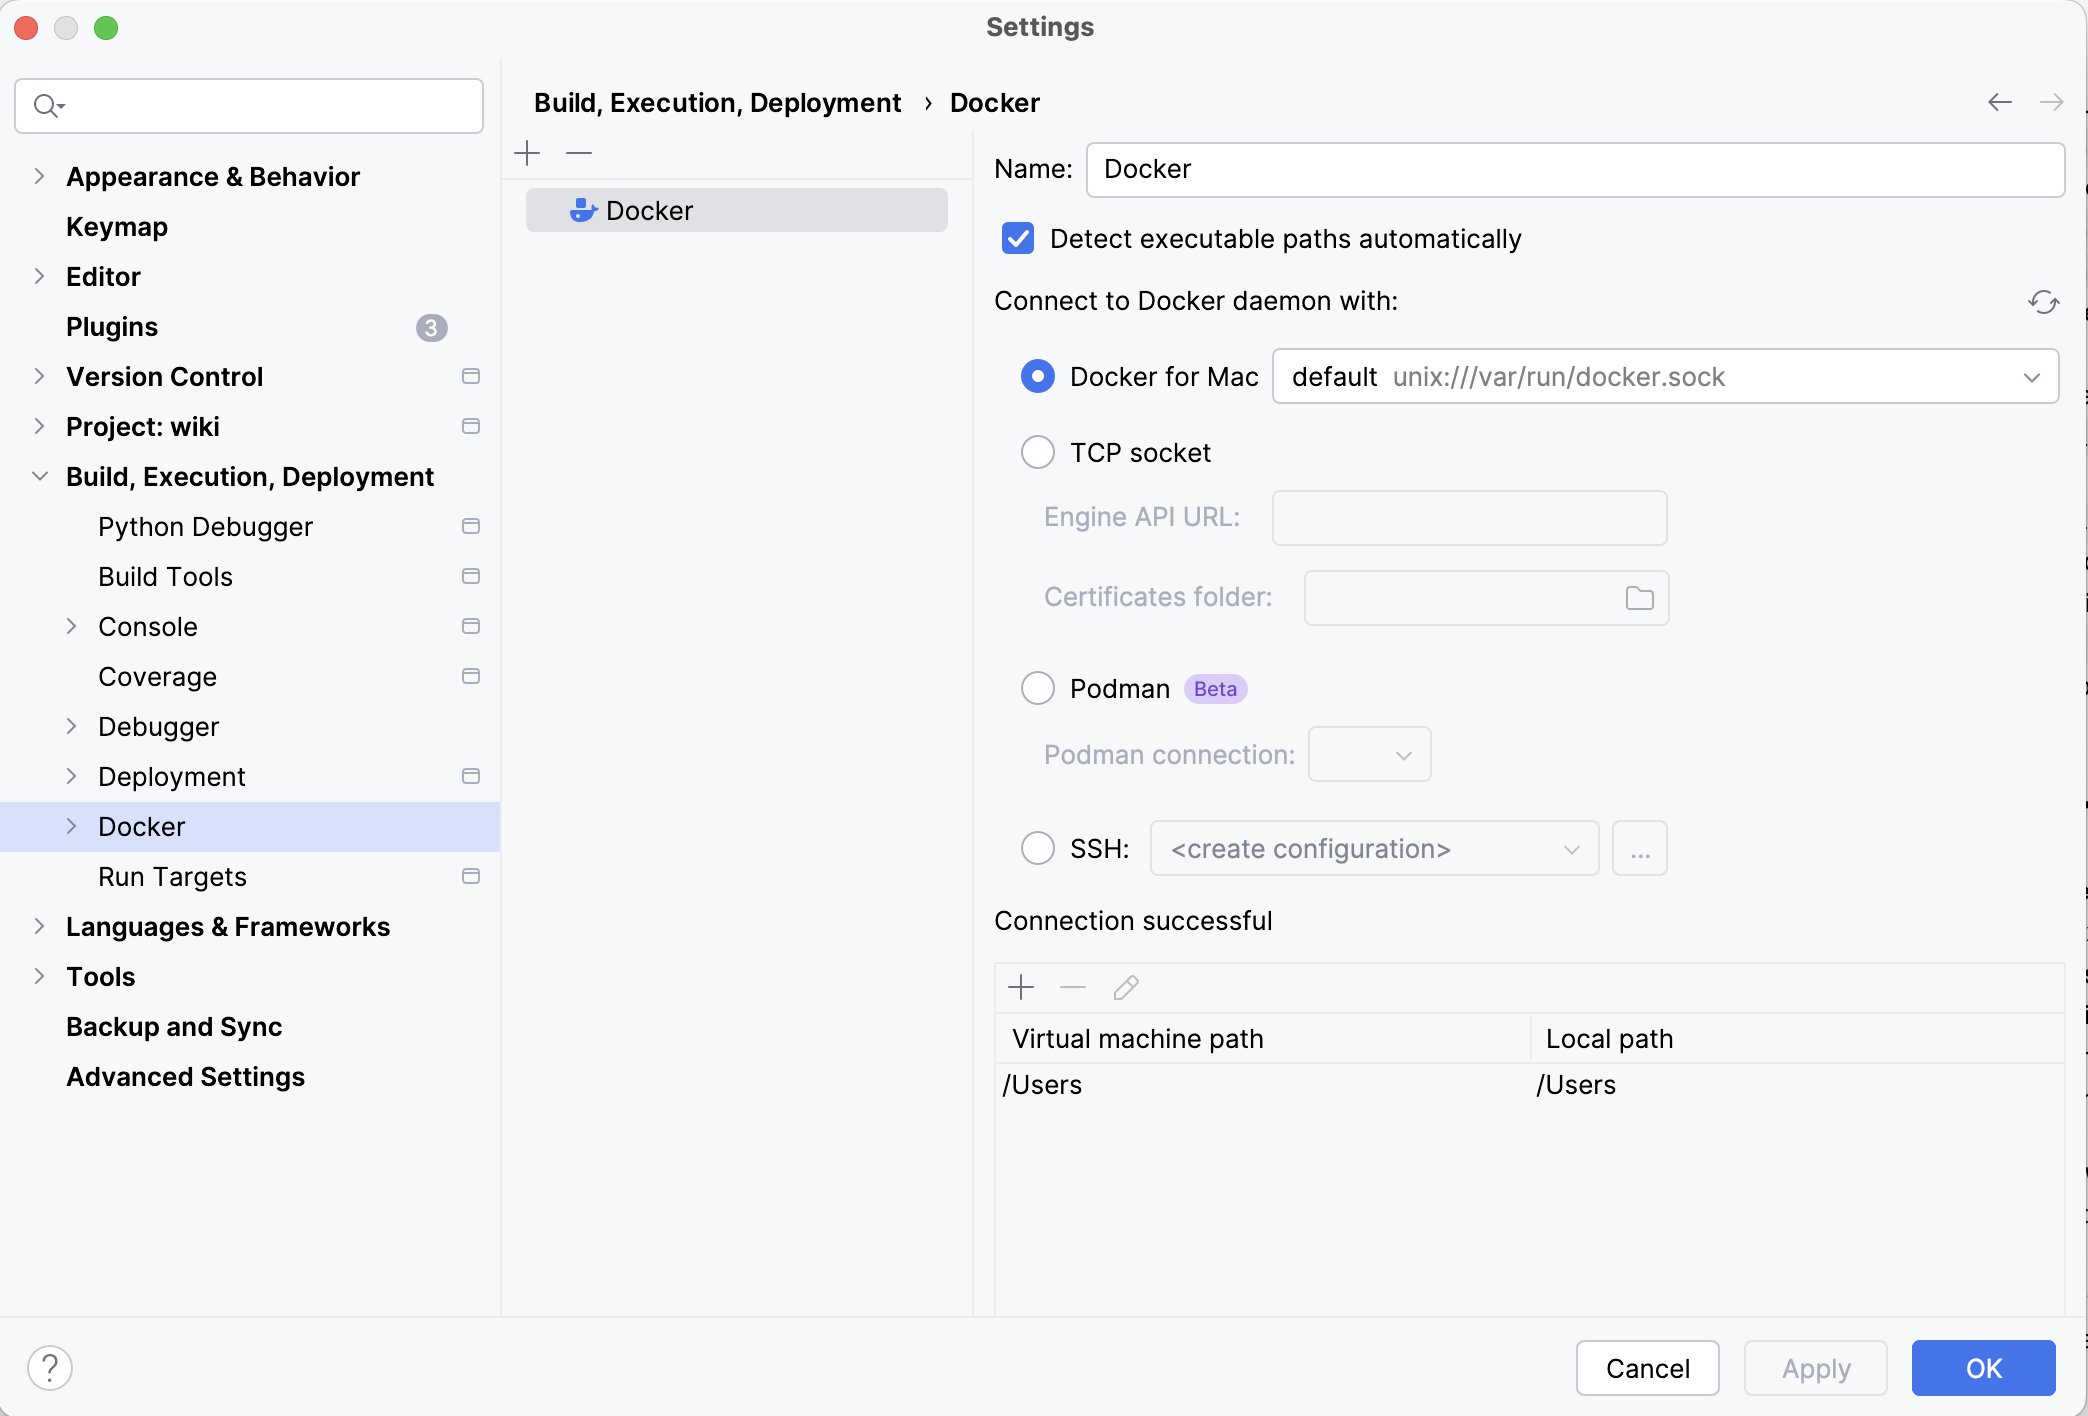 Settings
Build, Execution, Deployment › Docker
Appearance & Behavior
Keymap
Editor
Plugins 3
Version Control
Project: wiki
Build, Execution, Deployment
Python Debugger
Build Tools
Console
Coverage
Debugger
Deployment
Docker
Run Targets
Languages & Frameworks
Tools
Backup and Sync
Advanced Settings
Docker
Name: Docker
Detect executable paths automatically
Connect to Docker daemon with:
Docker for Mac default unix:///var/run/docker.sock
TCP socket
Engine API URL:
Certificates folder:
Podman Beta
Podman connection:
SSH: <create configuration> ...
Connection successful
Virtual machine path Local path
/Users /Users
? Cancel Apply OK